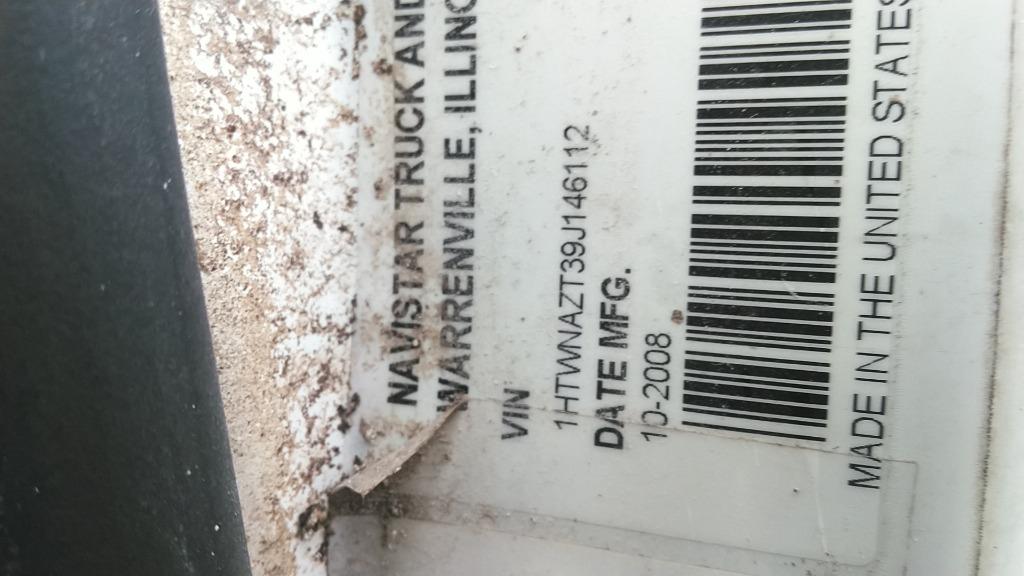 NAVISTAR TRUCK AND
WARRENVILLE, ILLINO
VIN
1HTWNAZT39J146112
DATE MFG.
10-2008
MADE IN THE UNITED STATES